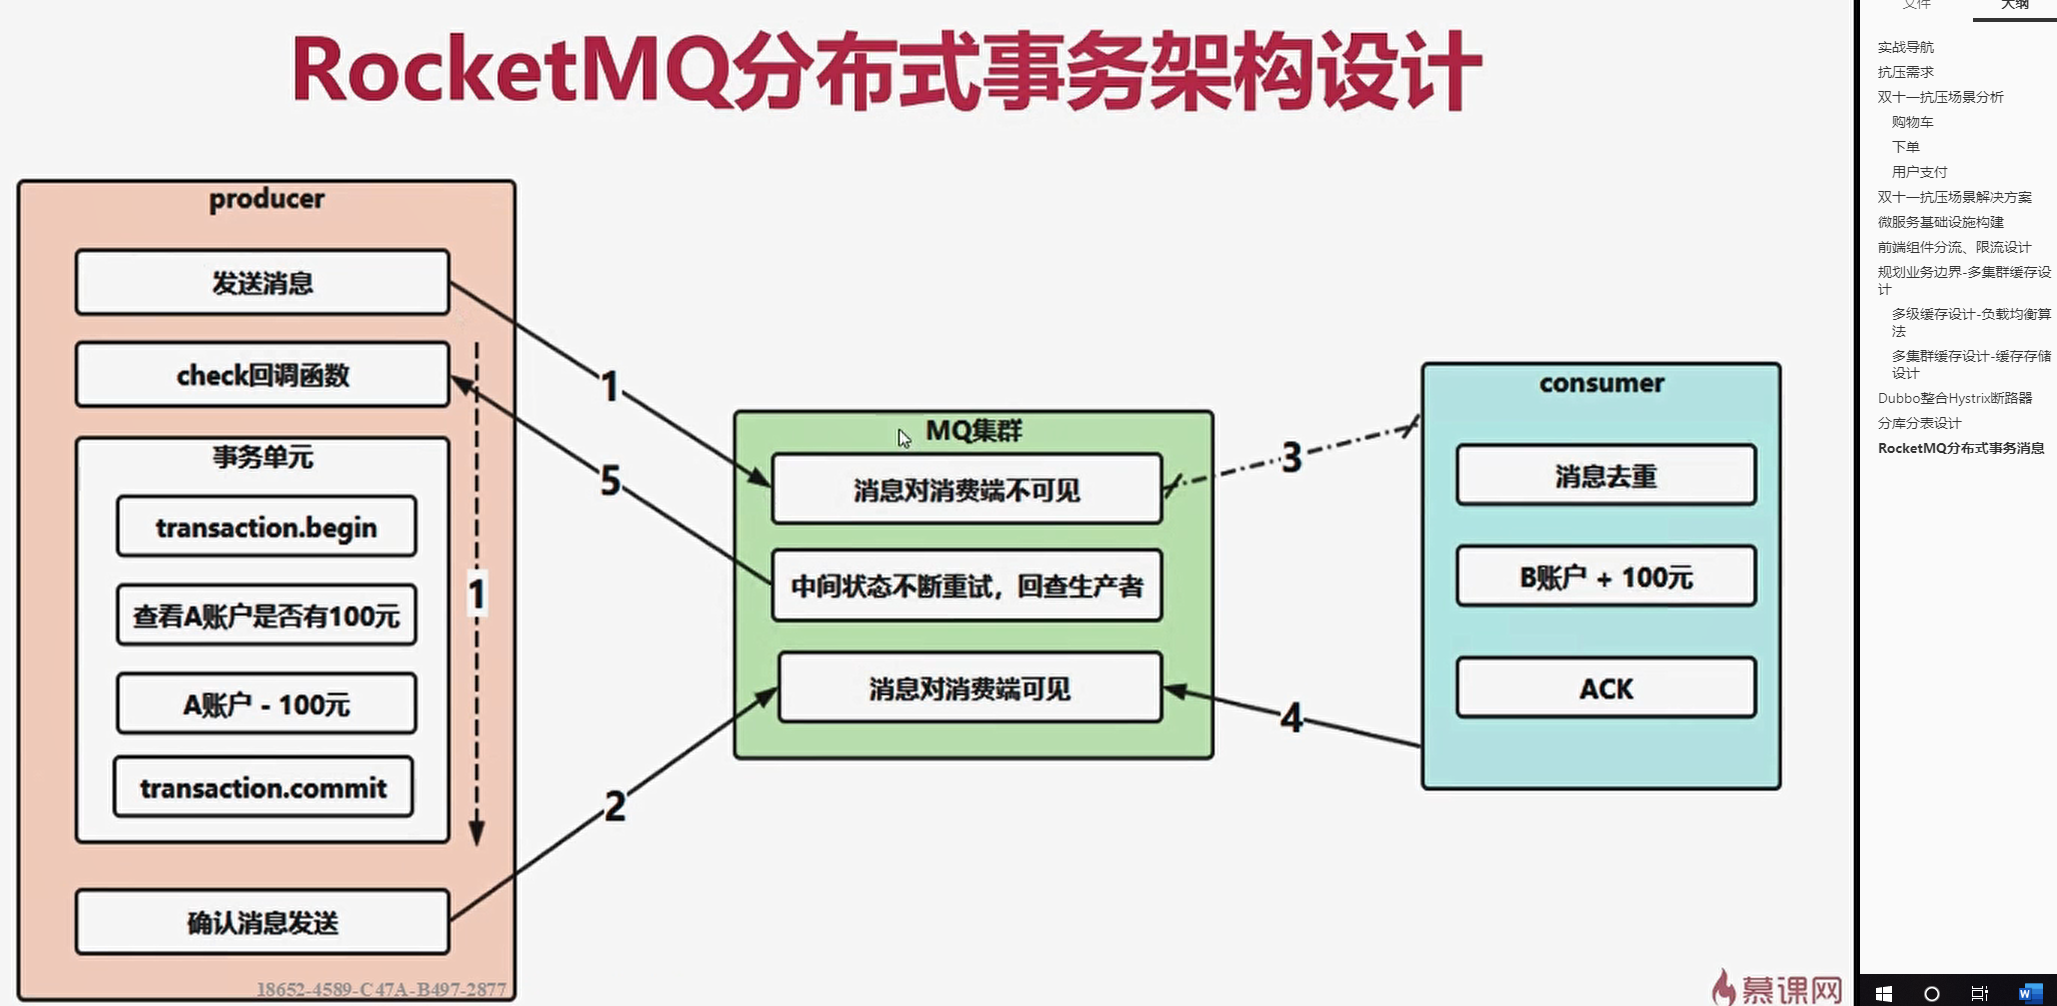 RocketMQ分布式事务架构设计
producer
发送消息
check回调函数
事务单元
transaction.begin
查看A账户是否有100元
A账户 - 100元
transaction.commit
确认消息发送
1
1
5
2
MQ集群
消息对消费端不可见
中间状态不断重试，回查生产者
消息对消费端可见
3
4
consumer
消息去重
B账户 + 100元
ACK
18652-4589-C47A-B497-2877
慕课网
文件
大纲
实战导航
抗压需求
双十一抗压场景分析
购物车
下单
用户支付
双十一抗压场景解决方案
微服务基础设施构建
前端组件分流、限流设计
规划业务边界-多集群缓存设
计
多级缓存设计-负载均衡算
法
多集群缓存设计-缓存存储
设计
Dubbo整合Hystrix断路器
分库分表设计
RocketMQ分布式事务消息
W